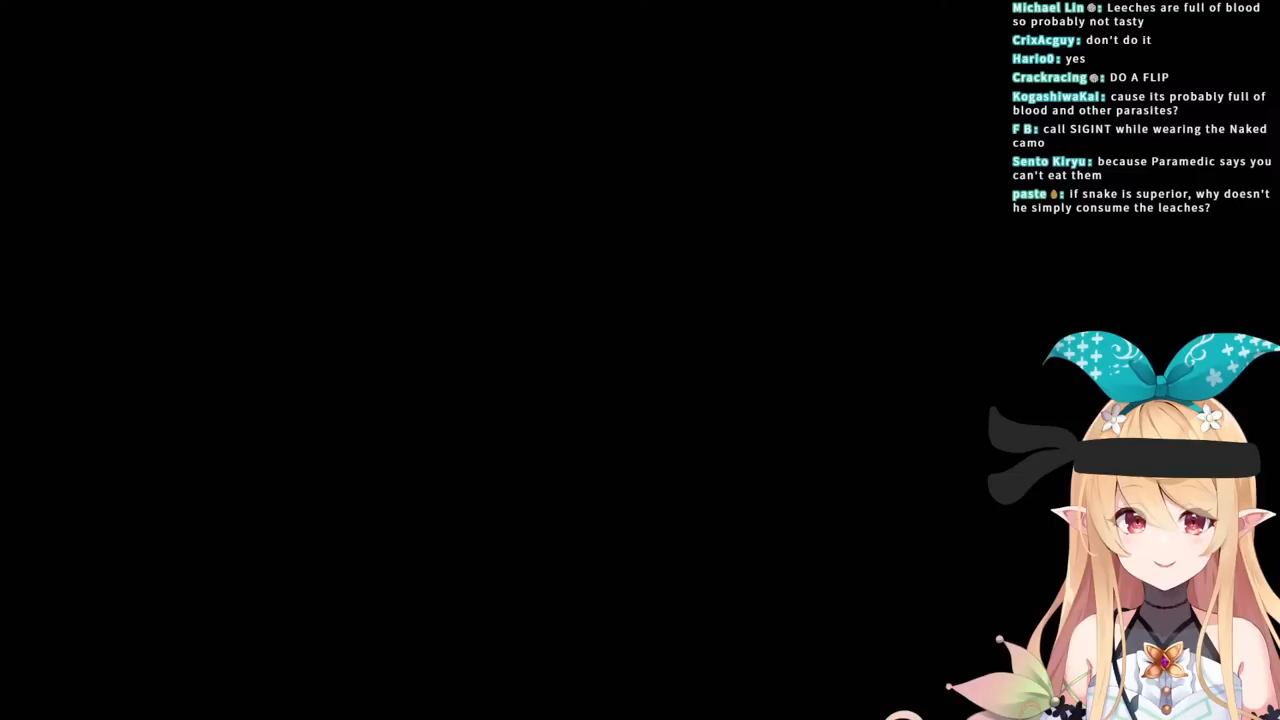 Michael Lin: Leeches are full of blood
so probably not tasty
CrixAcguy: don't do it
Hario0: yes
Crackracing: DO A FLIP
KogashiwaKai: cause its probably full of
blood and other parasites?
F B: call SIGINT while wearing the Naked
camo
Sento Kiryu: because Paramedic says you
can't eat them
paste: if snake is superior, why doesn't
he simply consume the leaches?